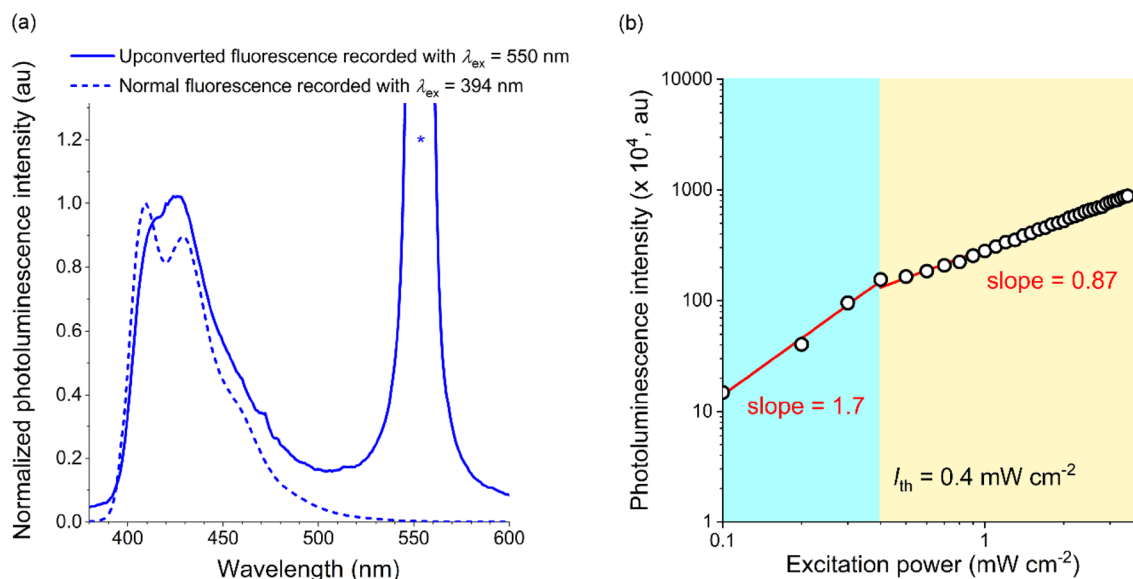 (a)
Upconverted fluorescence recorded with λex = 550 nm
Normal fluorescence recorded with λex = 394 nm
Normalized photoluminescence intensity (au)
1.2
1.0
0.8
0.6
0.4
0.2
0.0
*
400 450 500 550 600
Wavelength (nm)
(b)
Photoluminescence intensity (x 10⁴, au)
10000
1000
100
10
1
slope = 0.87
slope = 1.7
Ith = 0.4 mW cm⁻²
0.1 1
Excitation power (mW cm⁻²)